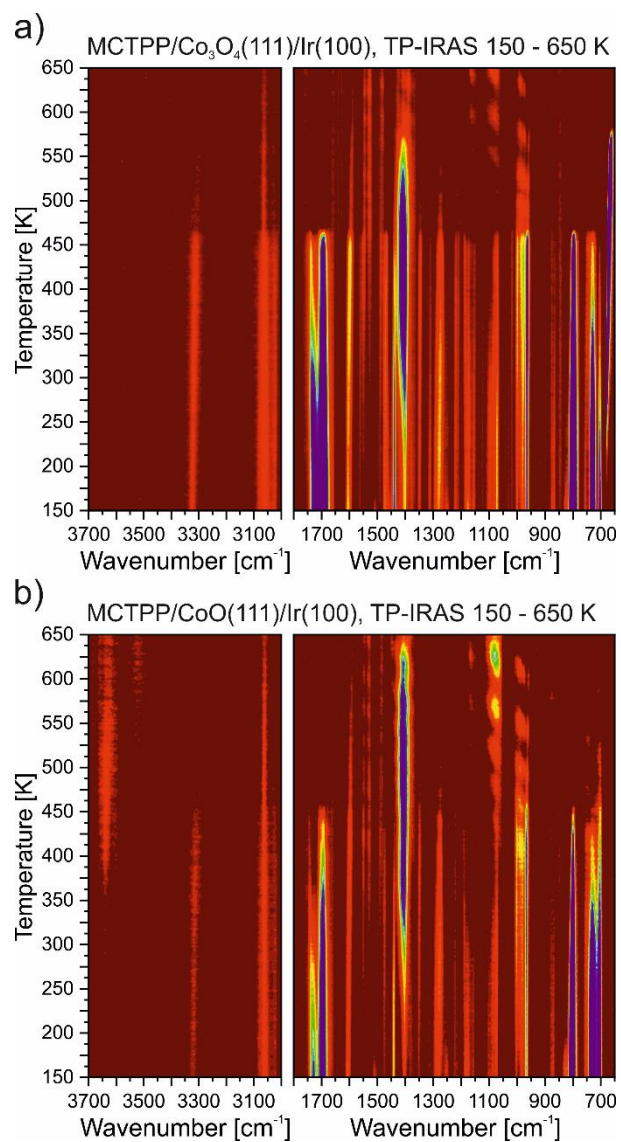 a)
MCTPP/Co₃O₄(111)/Ir(100), TP-IRAS 150 - 650 K
Temperature [K]
650
600
550
500
450
400
350
300
250
200
150
3700 3500 3300 3100 1700 1500 1300 1100 900 700
Wavenumber [cm⁻¹] Wavenumber [cm⁻¹]
b)
MCTPP/CoO(111)/Ir(100), TP-IRAS 150 - 650 K
Temperature [K]
650
600
550
500
450
400
350
300
250
200
150
3700 3500 3300 3100 1700 1500 1300 1100 900 700
Wavenumber [cm⁻¹] Wavenumber [cm⁻¹]